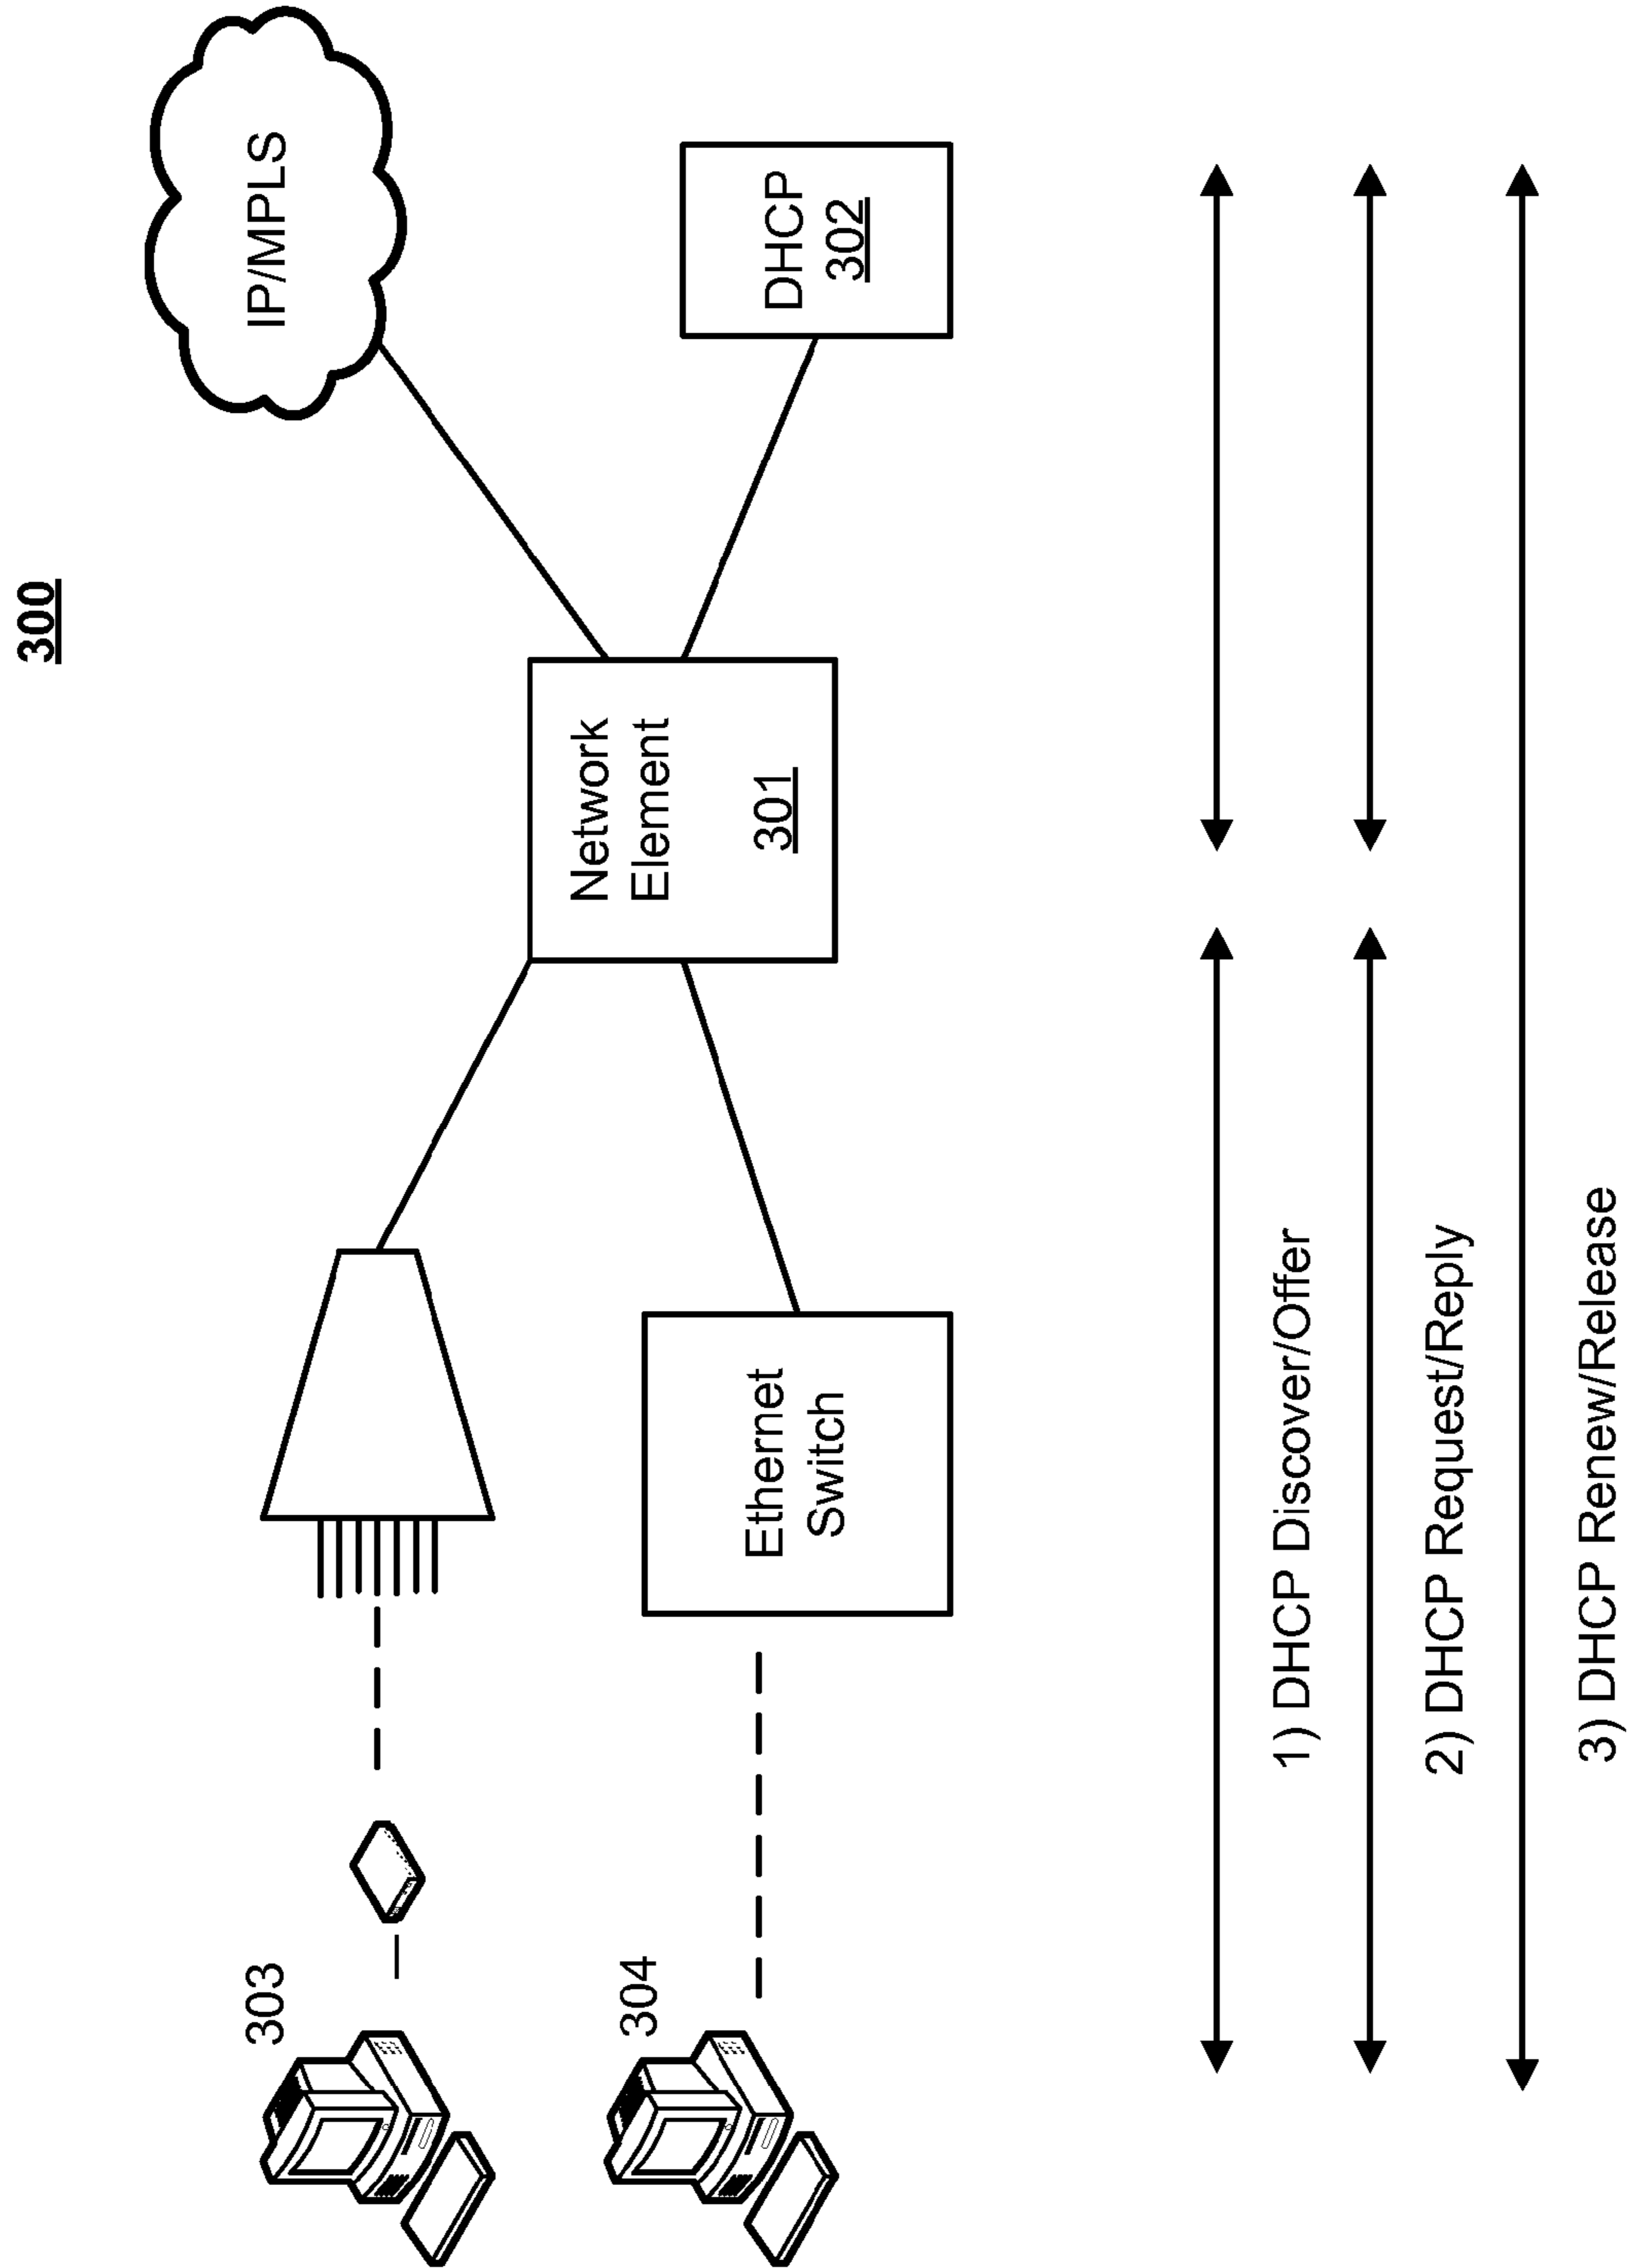 300
IP/MPLS
Network
Element
301
DHCP
302
303
304
Ethernet
Switch
1) DHCP Discover/Offer
2) DHCP Request/Reply
3) DHCP Renew/Release